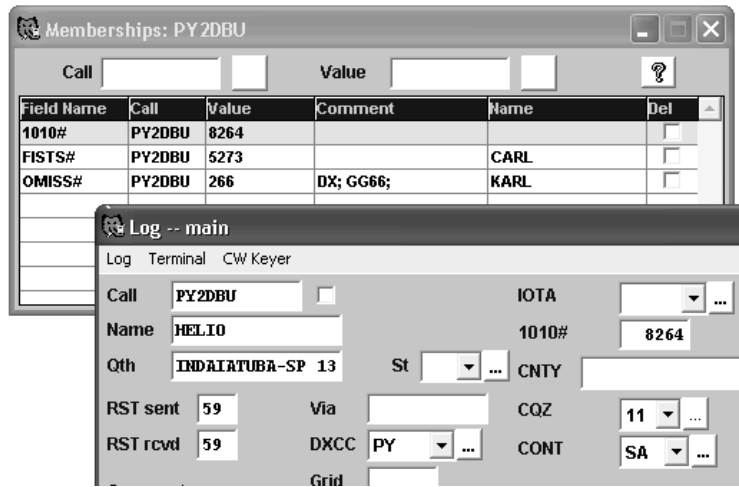 Memberships: PY2DBU
Call Value ?
Field Name Call Value Comment Name Del
1010# PY2DBU 8264
FISTS# PY2DBU 5273 CARL
OMISS# PY2DBU 266 DX; GG66; KARL
Log -- main
Log Terminal CW Keyer
Call PY2DBU IOTA ...
Name HELIO 1010# 8264
Qth INDAIATUBA-SP 13 St ... CNTY
RST sent 59 Via CQZ 11 ...
RST rcvd 59 DXCC PY ... CONT SA ...
Grid